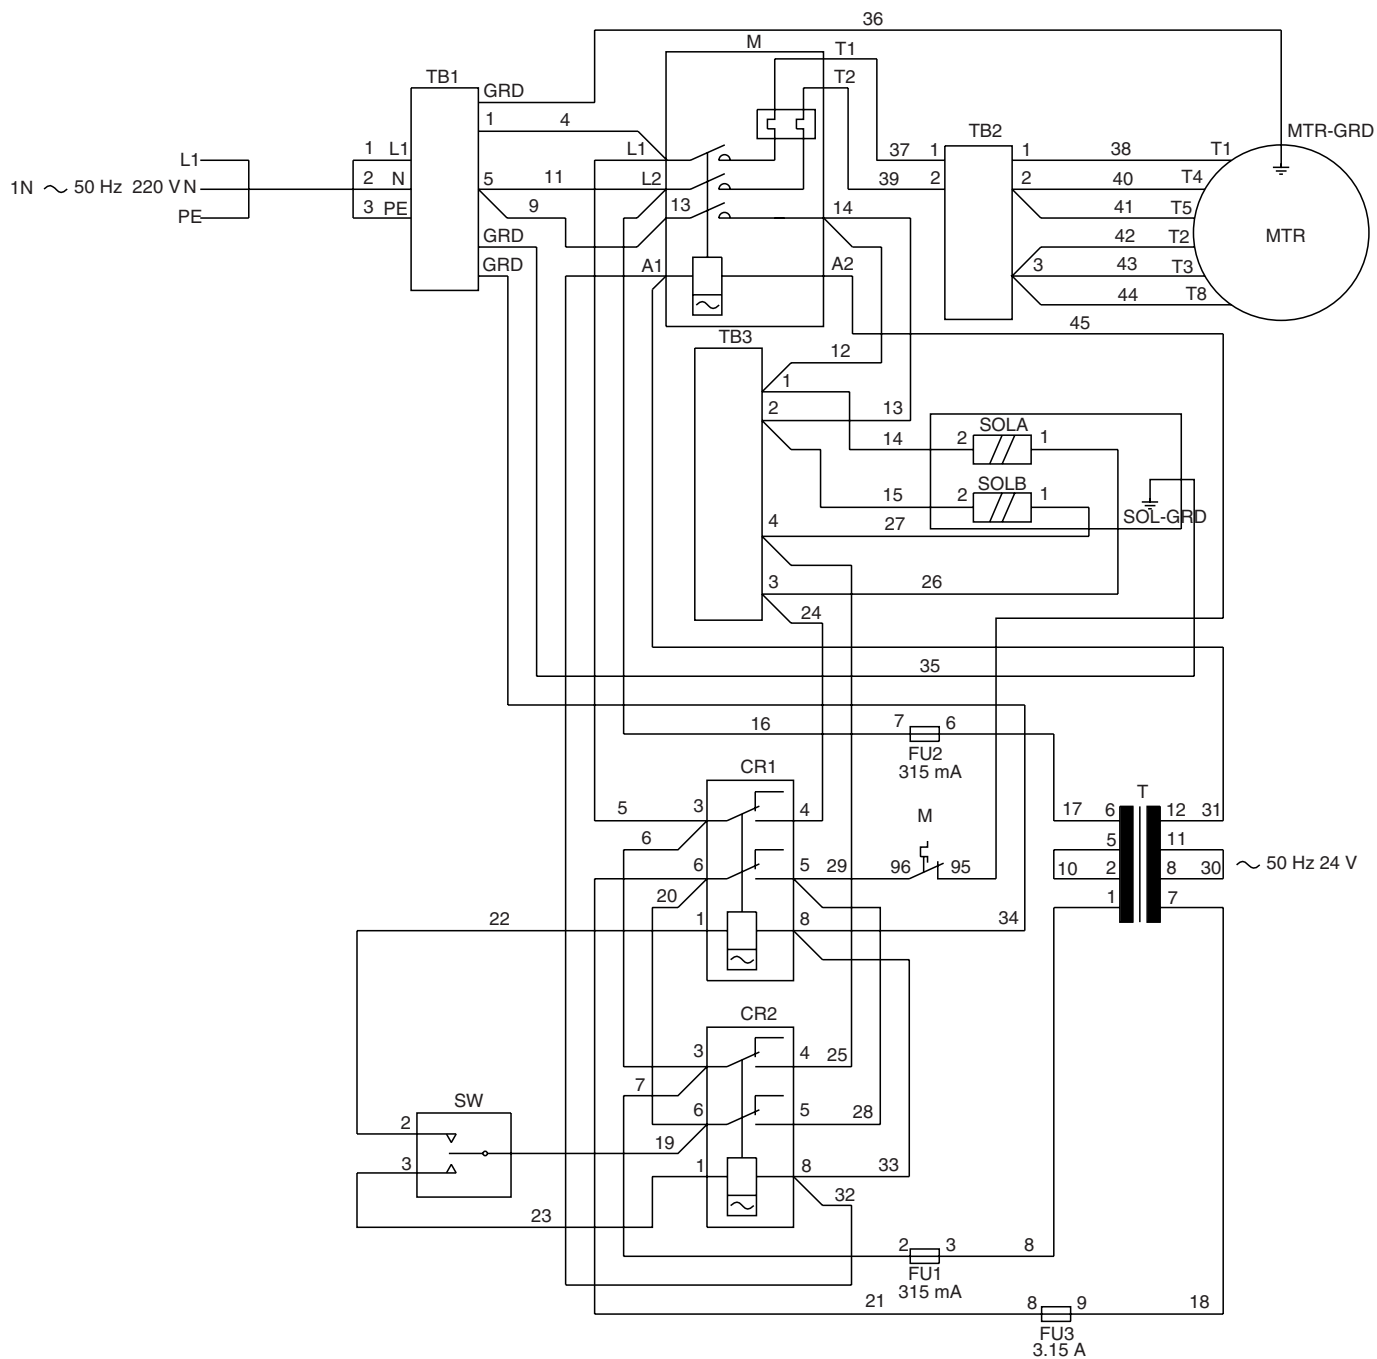 36
M
T1
TB1
GRD
T2
1
4
TB2
MTR-GRD
L1
1
L1
L1
37
1
1
38
T1
1N ~ 50 Hz 220 V N
2
N
5
11
L2
39
2
2
40
T4
PE
3
PE
9
13
14
41
T5
GRD
42
T2
MTR
GRD
A1
A2
3
43
T3
44
T8
45
TB3
12
1
2
13
SOLA
14
2
1
SOLB
15
2
1
4
27
SOL-GRD
3
26
24
35
16
7
6
FU2
315 mA
CR1
T
5
3
4
M
17
6
12
31
6
5
11
6
5
29
96
95
10
2
8
30
~ 50 Hz 24 V
20
1
7
22
1
8
34
CR2
3
4
25
7
SW
6
5
28
2
19
3
1
8
33
32
23
2
3
8
FU1
315 mA
21
8
9
18
FU3
3.15 A